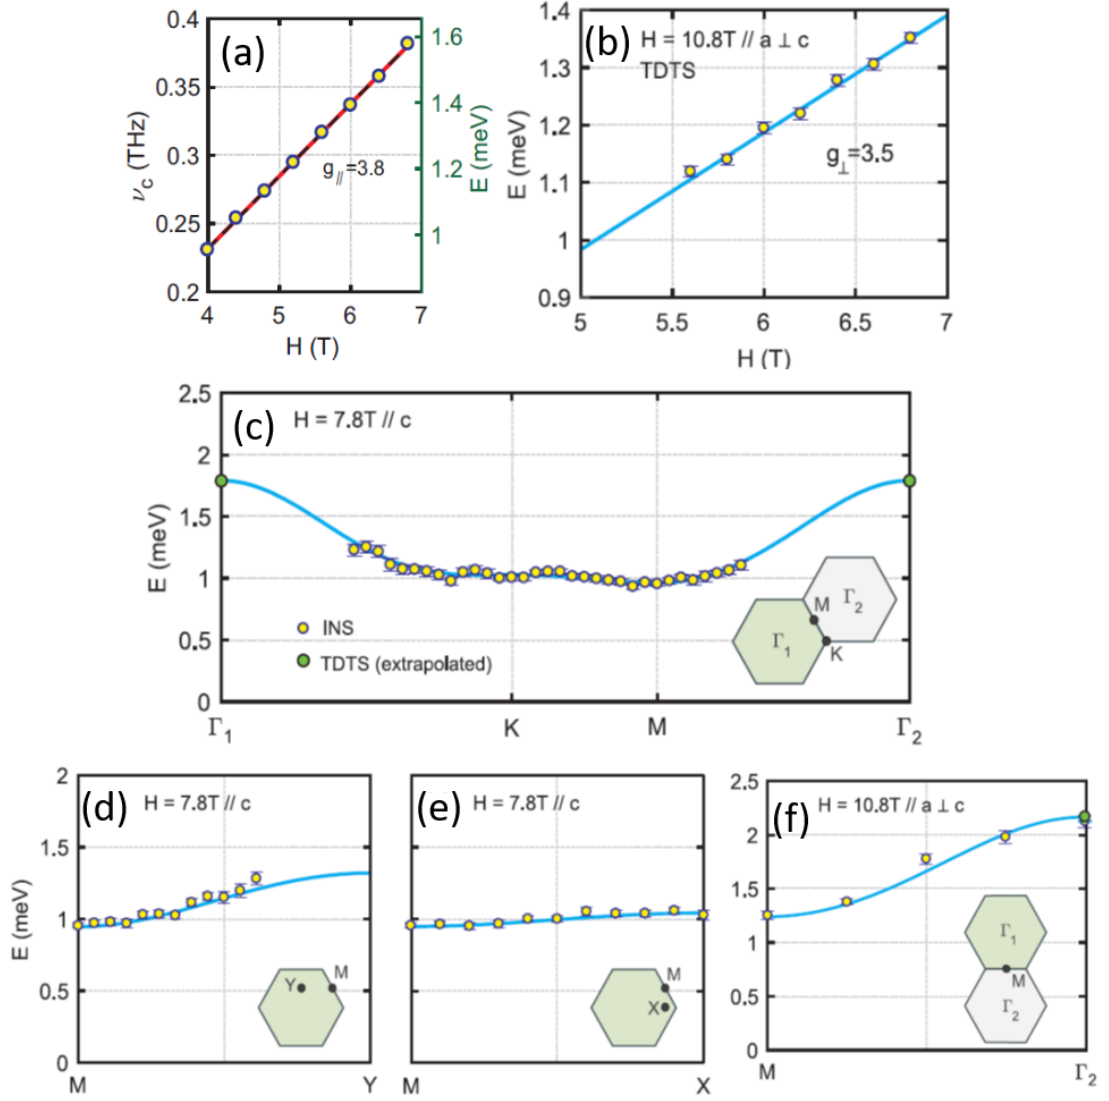 (a)
0.4
0.35
0.3
0.25
0.2
ν_c (THz)
4 5 6 7
H (T)
1.6
1.4
1.2
1
E (meV)
g_//=3.8
(b)
H = 10.8T // a ⊥ c
TDTS
1.4
1.3
1.2
1.1
1
0.9
E (meV)
g_⊥=3.5
5 5.5 6 6.5 7
H (T)
(c)
H = 7.8T // c
2.5
2
1.5
1
0.5
0
E (meV)
INS
TDTS (extrapolated)
M
Γ₂
Γ₁
K
Γ₁ K M Γ₂
(d)
H = 7.8T // c
2
1.5
1
0.5
0
E (meV)
Y
M
M Y
(e)
H = 7.8T // c
M
X
M X
(f)
H = 10.8T // a ⊥ c
2.5
2
1.5
1
0.5
0
Γ₁
M
Γ₂
M Γ₂